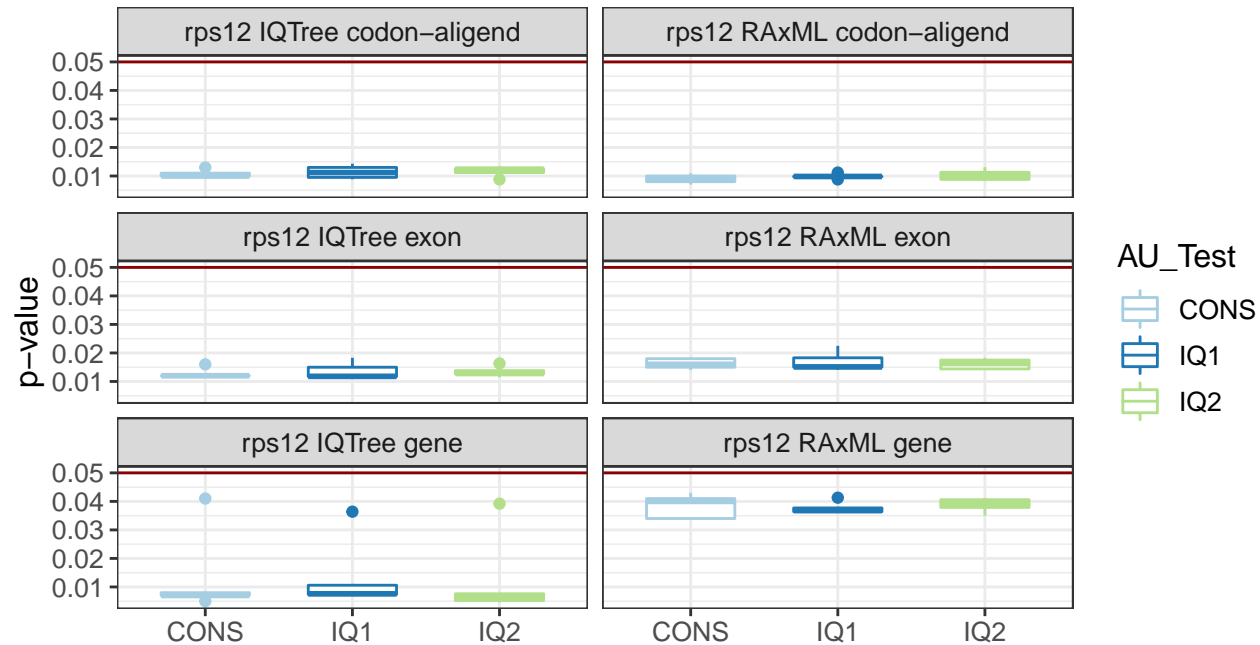 rps12 IQTree codon−aligend
rps12 RAxML codon−aligend
0.05
0.04
0.03
0.02
0.01
rps12 IQTree exon
rps12 RAxML exon
0.05
0.04
0.03
0.02
0.01
rps12 IQTree gene
rps12 RAxML gene
0.05
0.04
0.03
0.02
0.01
p−value
CONS
IQ1
IQ2
CONS
IQ1
IQ2
AU_Test
CONS
IQ1
IQ2